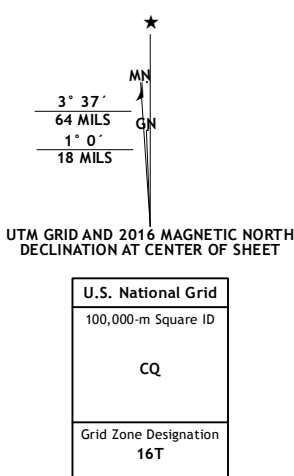 ★
MN
3° 37´
64 MILS
GN
1° 0´
18 MILS
UTM GRID AND 2016 MAGNETIC NORTH
DECLINATION AT CENTER OF SHEET
U.S. National Grid
100,000-m Square ID
CQ
Grid Zone Designation
16T